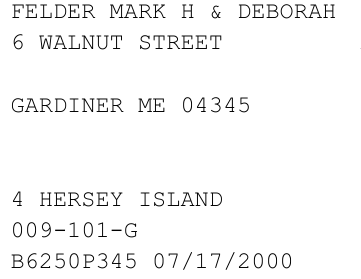 FELDER MARK H & DEBORAH
6 WALNUT STREET
GARDINER ME 04345
4 HERSEY ISLAND
009-101-G
B6250P345 07/17/2000